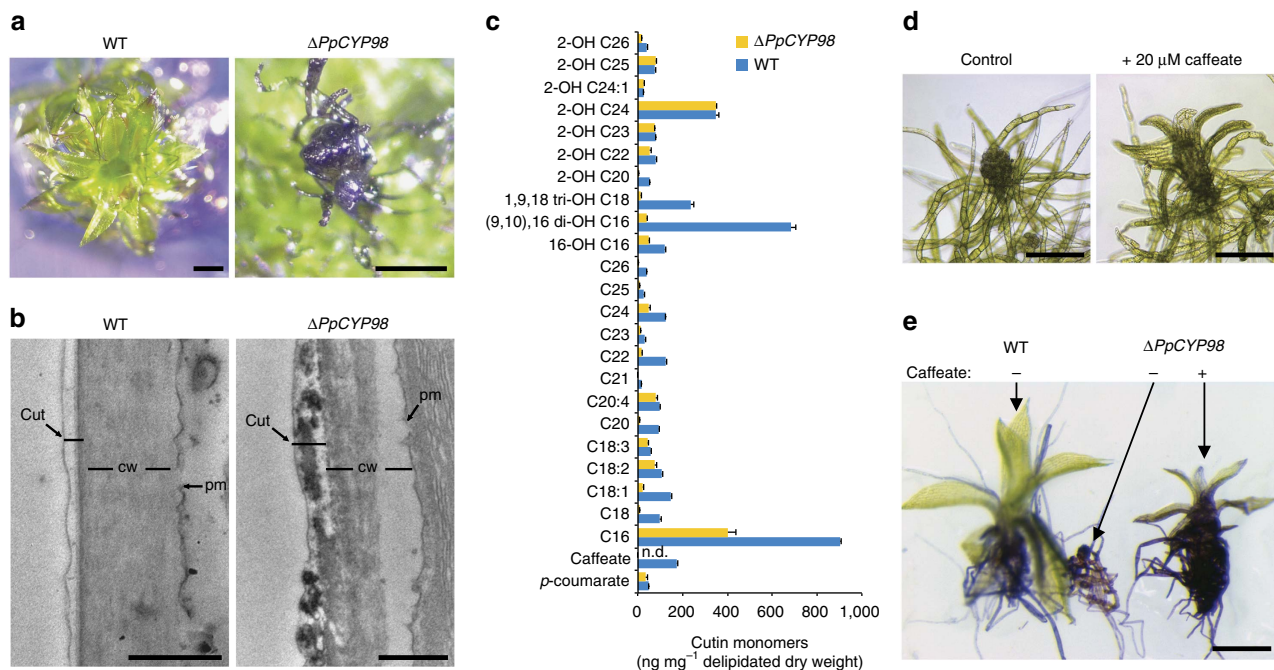 a
WT
ΔPpCYP98
b
WT
ΔPpCYP98
Cut
cw
pm
Cut
cw
pm
c
ΔPpCYP98
WT
2-OH C26
2-OH C25
2-OH C24:1
2-OH C24
2-OH C23
2-OH C22
2-OH C20
1,9,18 tri-OH C18
(9,10),16 di-OH C16
16-OH C16
C26
C25
C24
C23
C22
C21
C20:4
C20
C18:3
C18:2
C18:1
C18
C16
Caffeate
n.d.
p-coumarate
0 200 400 600 800 1,000
Cutin monomers
(ng mg⁻¹ delipidated dry weight)
d
Control
+ 20 μM caffeate
e
WT
ΔPpCYP98
Caffeate: – – +